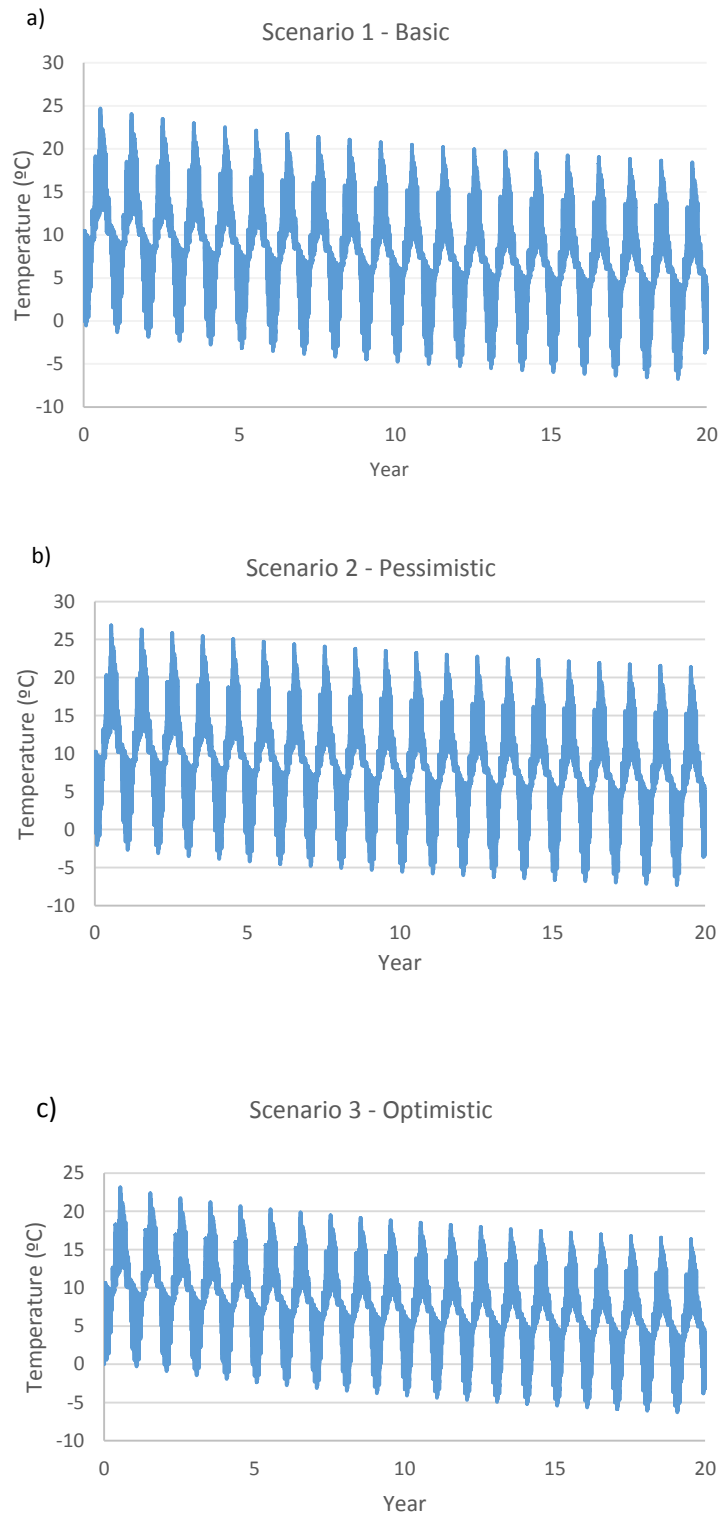 a)
Scenario 1 - Basic
30
25
20
15
10
5
0
-5
-10
Temperature (ºC)
0 5 10 15 20
Year
b)
Scenario 2 - Pessimistic
30
25
20
15
10
5
0
-5
-10
Temperature (ºC)
0 5 10 15 20
Year
c)
Scenario 3 - Optimistic
25
20
15
10
5
0
-5
-10
Temperature (ºC)
0 5 10 15 20
Year